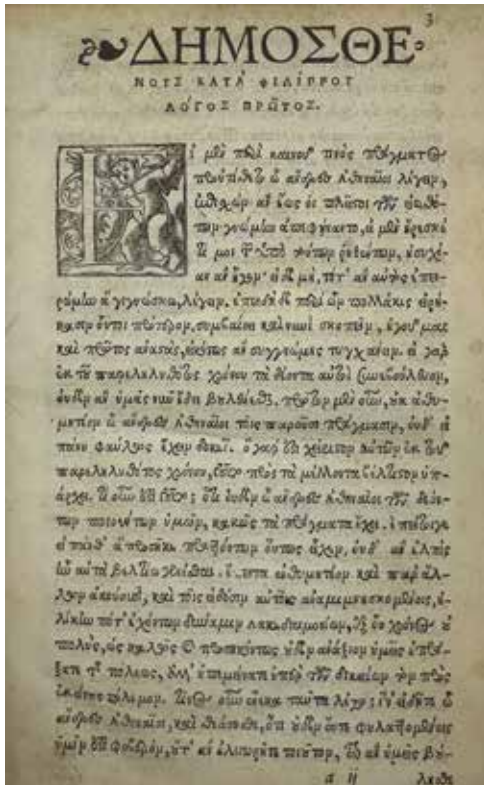 3
ΔΗΜΟΣΘΕ
ΝΟΥΣ ΚΑΤΑ ΦΙΛΙΠΠΟΥ
ΛΟΓΟΣ ΠΡΩΤΟΣ.
Εἰ μὲν περὶ καινοῦ τινὸς πράγματος
προὐτίθετο ὦ ἄνδρες Ἀθηναῖοι λέγειν,
ἐπισχὼν ἂν ἕως οἱ πλεῖστοι τῶν εἰωθό-
των γνώμην ἀπεφήναντο, εἰ μὲν ἤρεσκέ
τί μοι τῶν ὑπὸ τούτων ῥηθέντων, ἡσυχί-
αν ἂν ἦγον· εἰ δὲ μὴ, τότ' ἂν αὐτὸς ἐπει-
ρώμην ἃ γιγνώσκω, λέγειν. ἐπειδὴ δὲ περὶ ὧν πολλάκις εἰρή-
κασιν οὗτοι πρότερον, συμβαίνει καὶ νυνὶ σκοπεῖν, ἡγοῦμαι
καὶ πρῶτος ἀναστὰς, εἰκότως ἂν συγγνώμης τυγχάνειν. εἰ γὰρ
ἐκ τοῦ παρεληλυθότος χρόνου τὰ δέοντα οὗτοι συνεβούλευσαν,
οὐδὲν ἂν ὑμᾶς νῦν ἔδει βουλεύεσθαι. πρῶτον μὲν οὖν, οὐκ ἀθυ-
μητέον ὦ ἄνδρες Ἀθηναῖοι τοῖς παροῦσι πράγμασιν, οὐδ' εἰ
πάνυ φαύλως ἔχειν δοκεῖ. ὃ γάρ ἐστι χείριστον αὐτῶν ἐκ τοῦ
παρεληλυθότος χρόνου, τοῦτο πρὸς τὰ μέλλοντα βέλτιστον ὑπ-
άρχει. τί οὖν ἐστι τοῦτο; ὅτι οὐδὲν ὦ ἄνδρες Ἀθηναῖοι τῶν δεόν-
των ποιούντων ὑμῶν, κακῶς τὰ πράγματα ἔχει. ἐπεί τοι γε
εἰ πάνθ' ἃ προσῆκε πραττόντων οὕτως εἶχεν, οὐδ' ἂν ἐλπὶς
ἦν αὐτὰ βελτίω γενέσθαι. ἔπειτα ἐνθυμητέον καὶ παρ' ἄλ-
λων ἀκούουσι, καὶ τοῖς εἰδόσιν αὐτοῖς ἀναμιμνησκομένοις, ἡ-
λίκην ποτ' ἐχόντων δύναμιν Λακεδαιμονίων, ἐξ οὗ χρόνος οὐ
πολὺς, ὡς καλῶς καὶ προσηκόντως οὐδὲν ἀνάξιον ὑμεῖς ἐπρά-
ξατε τῆς πόλεως, ἀλλ' ὑπεμείνατε ὑπὲρ τῶν δικαίων τὸν πρὸς
ἐκείνους πόλεμον. τίνος οὖν εἵνεκα ταῦτα λέγω; ἵν' εἰδῆτε ὦ
ἄνδρες Ἀθηναῖοι, καὶ θεάσησθε, ὅτι οὐδὲν οὔτε φυλαττομένοις
ὑμῖν ἐστὶ φοβερὸν, οὔτ' ἂν ὀλιγωρῆτε τοιοῦτον, οἷον ἂν ὑμεῖς βού-
a ij λησθε